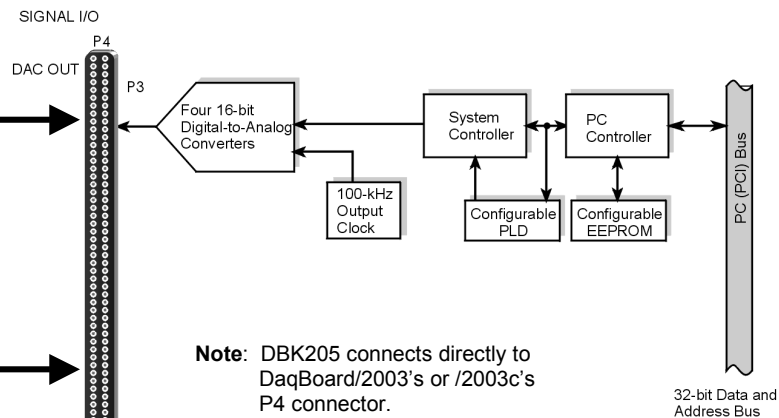 SIGNAL I/O
P4
DAC OUT
P3
Four 16-bit
Digital-to-Analog
Converters
100-kHz
Output
Clock
System
Controller
PC
Controller
Configurable
PLD
Configurable
EEPROM
PC (PCI) Bus
32-bit Data and
Address Bus
Note: DBK205 connects directly to
DaqBoard/2003's or /2003c's
P4 connector.